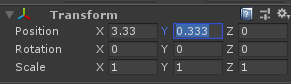 Transform
Position X 3.33 Y 0.333 Z 0
Rotation X 0 Y 0 Z 0
Scale X 1 Y 1 Z 1